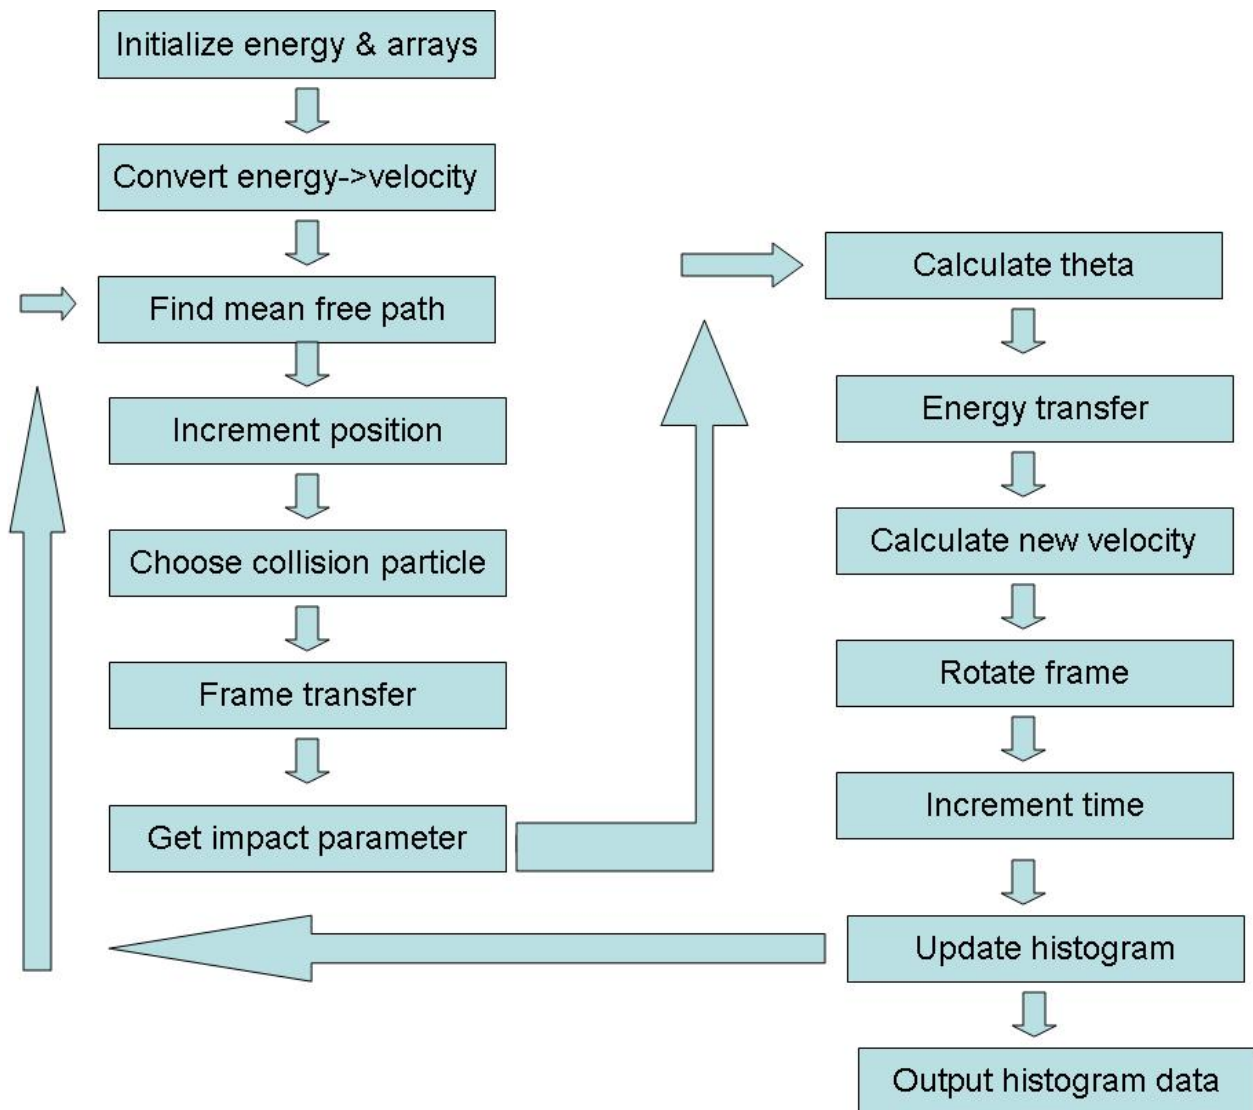 Initialize energy & arrays
Convert energy->velocity
Find mean free path
Increment position
Choose collision particle
Frame transfer
Get impact parameter
Calculate theta
Energy transfer
Calculate new velocity
Rotate frame
Increment time
Update histogram
Output histogram data